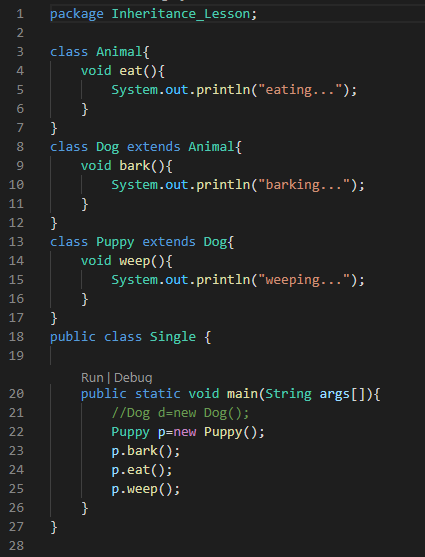 1 package Inheritance_Lesson;
2
3 class Animal{
4 void eat(){
5 System.out.println("eating...");
6 }
7 }
8 class Dog extends Animal{
9 void bark(){
10 System.out.println("barking...");
11 }
12 }
13 class Puppy extends Dog{
14 void weep(){
15 System.out.println("weeping...");
16 }
17 }
18 public class Single {
19
Run | Debug
20 public static void main(String args[]){
21 //Dog d=new Dog();
22 Puppy p=new Puppy();
23 p.bark();
24 p.eat();
25 p.weep();
26 }
27 }
28